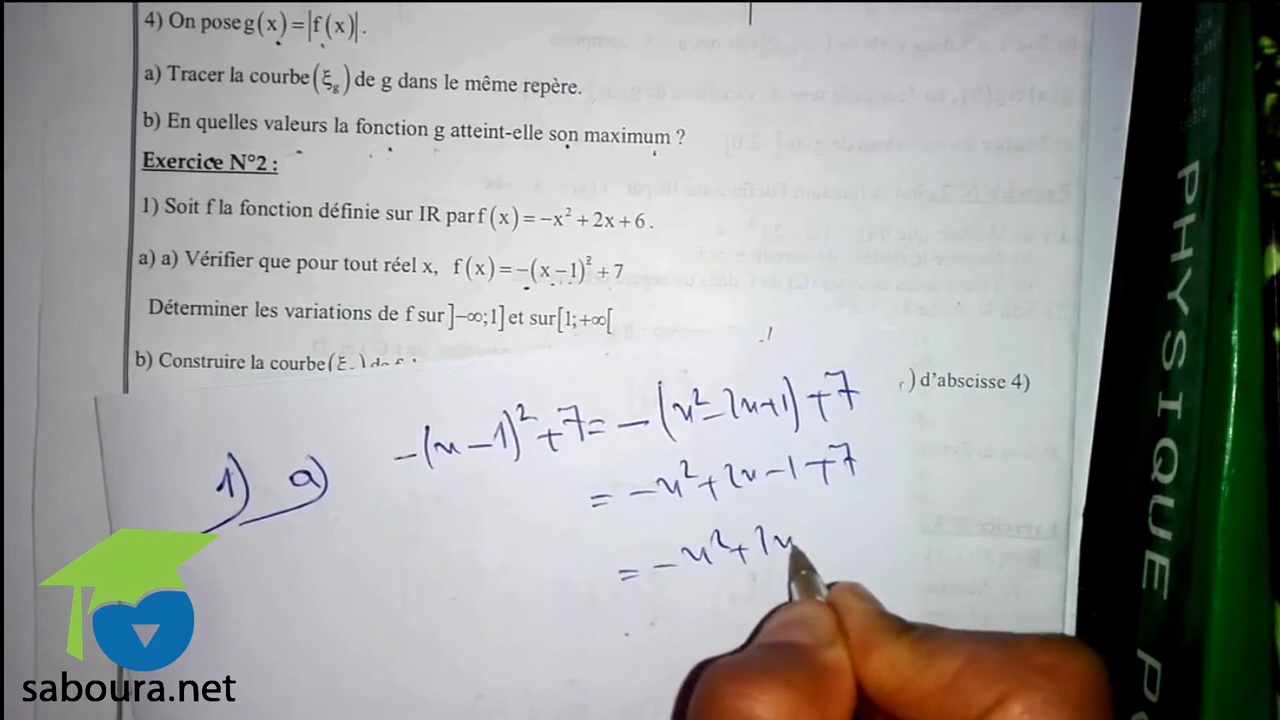 4) On pose g(x)=|f(x)|.
a) Tracer la courbe (ξg) de g dans le même repère.
b) En quelles valeurs la fonction g atteint-elle son maximum ?
Exercice N°2 :
1) Soit f la fonction définie sur IR par f(x) = −x² + 2x + 6.
a) a) Vérifier que pour tout réel x, f(x) = −(x−1)² + 7
Déterminer les variations de f sur ]−∞;1] et sur [1;+∞[
b) Construire la courbe (ξ
) d'abscisse 4)
1) a) −(x−1)² + 7 = −(x² − 2x + 1) + 7
= −x² + 2x − 1 + 7
= −x² + 2x
PHYSIQUE
saboura.net